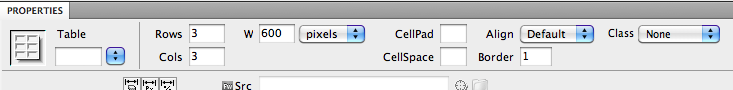 PROPERTIES
Table Rows 3 W 600 pixels CellPad Align Default Class None
Cols 3 CellSpace Border 1
Src